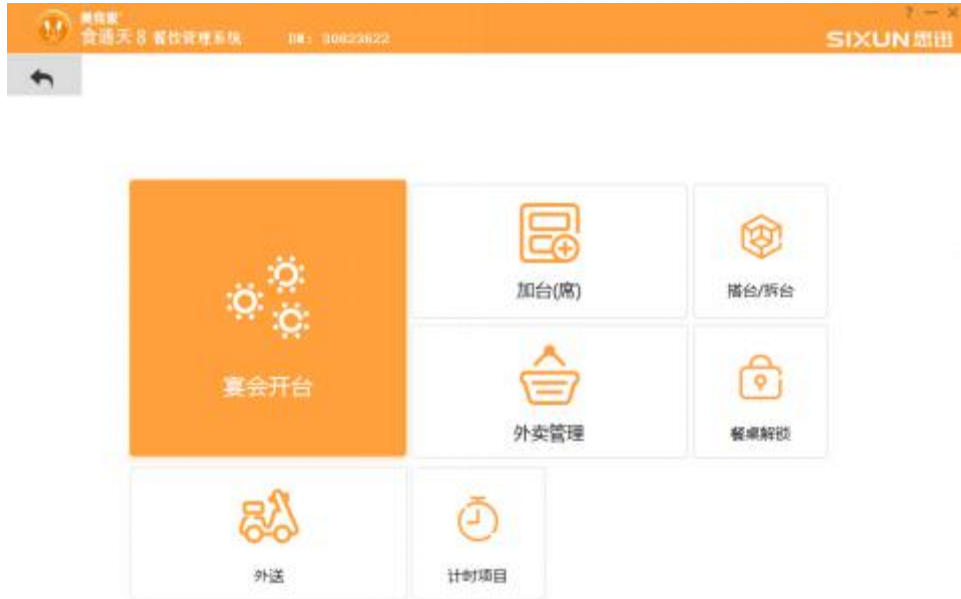 ? — ×
食通天 8 餐饮管理系统
SIXUN思迅
宴会开台
加台(席)
搭台/拆台
外卖管理
餐桌解锁
外送
计时项目